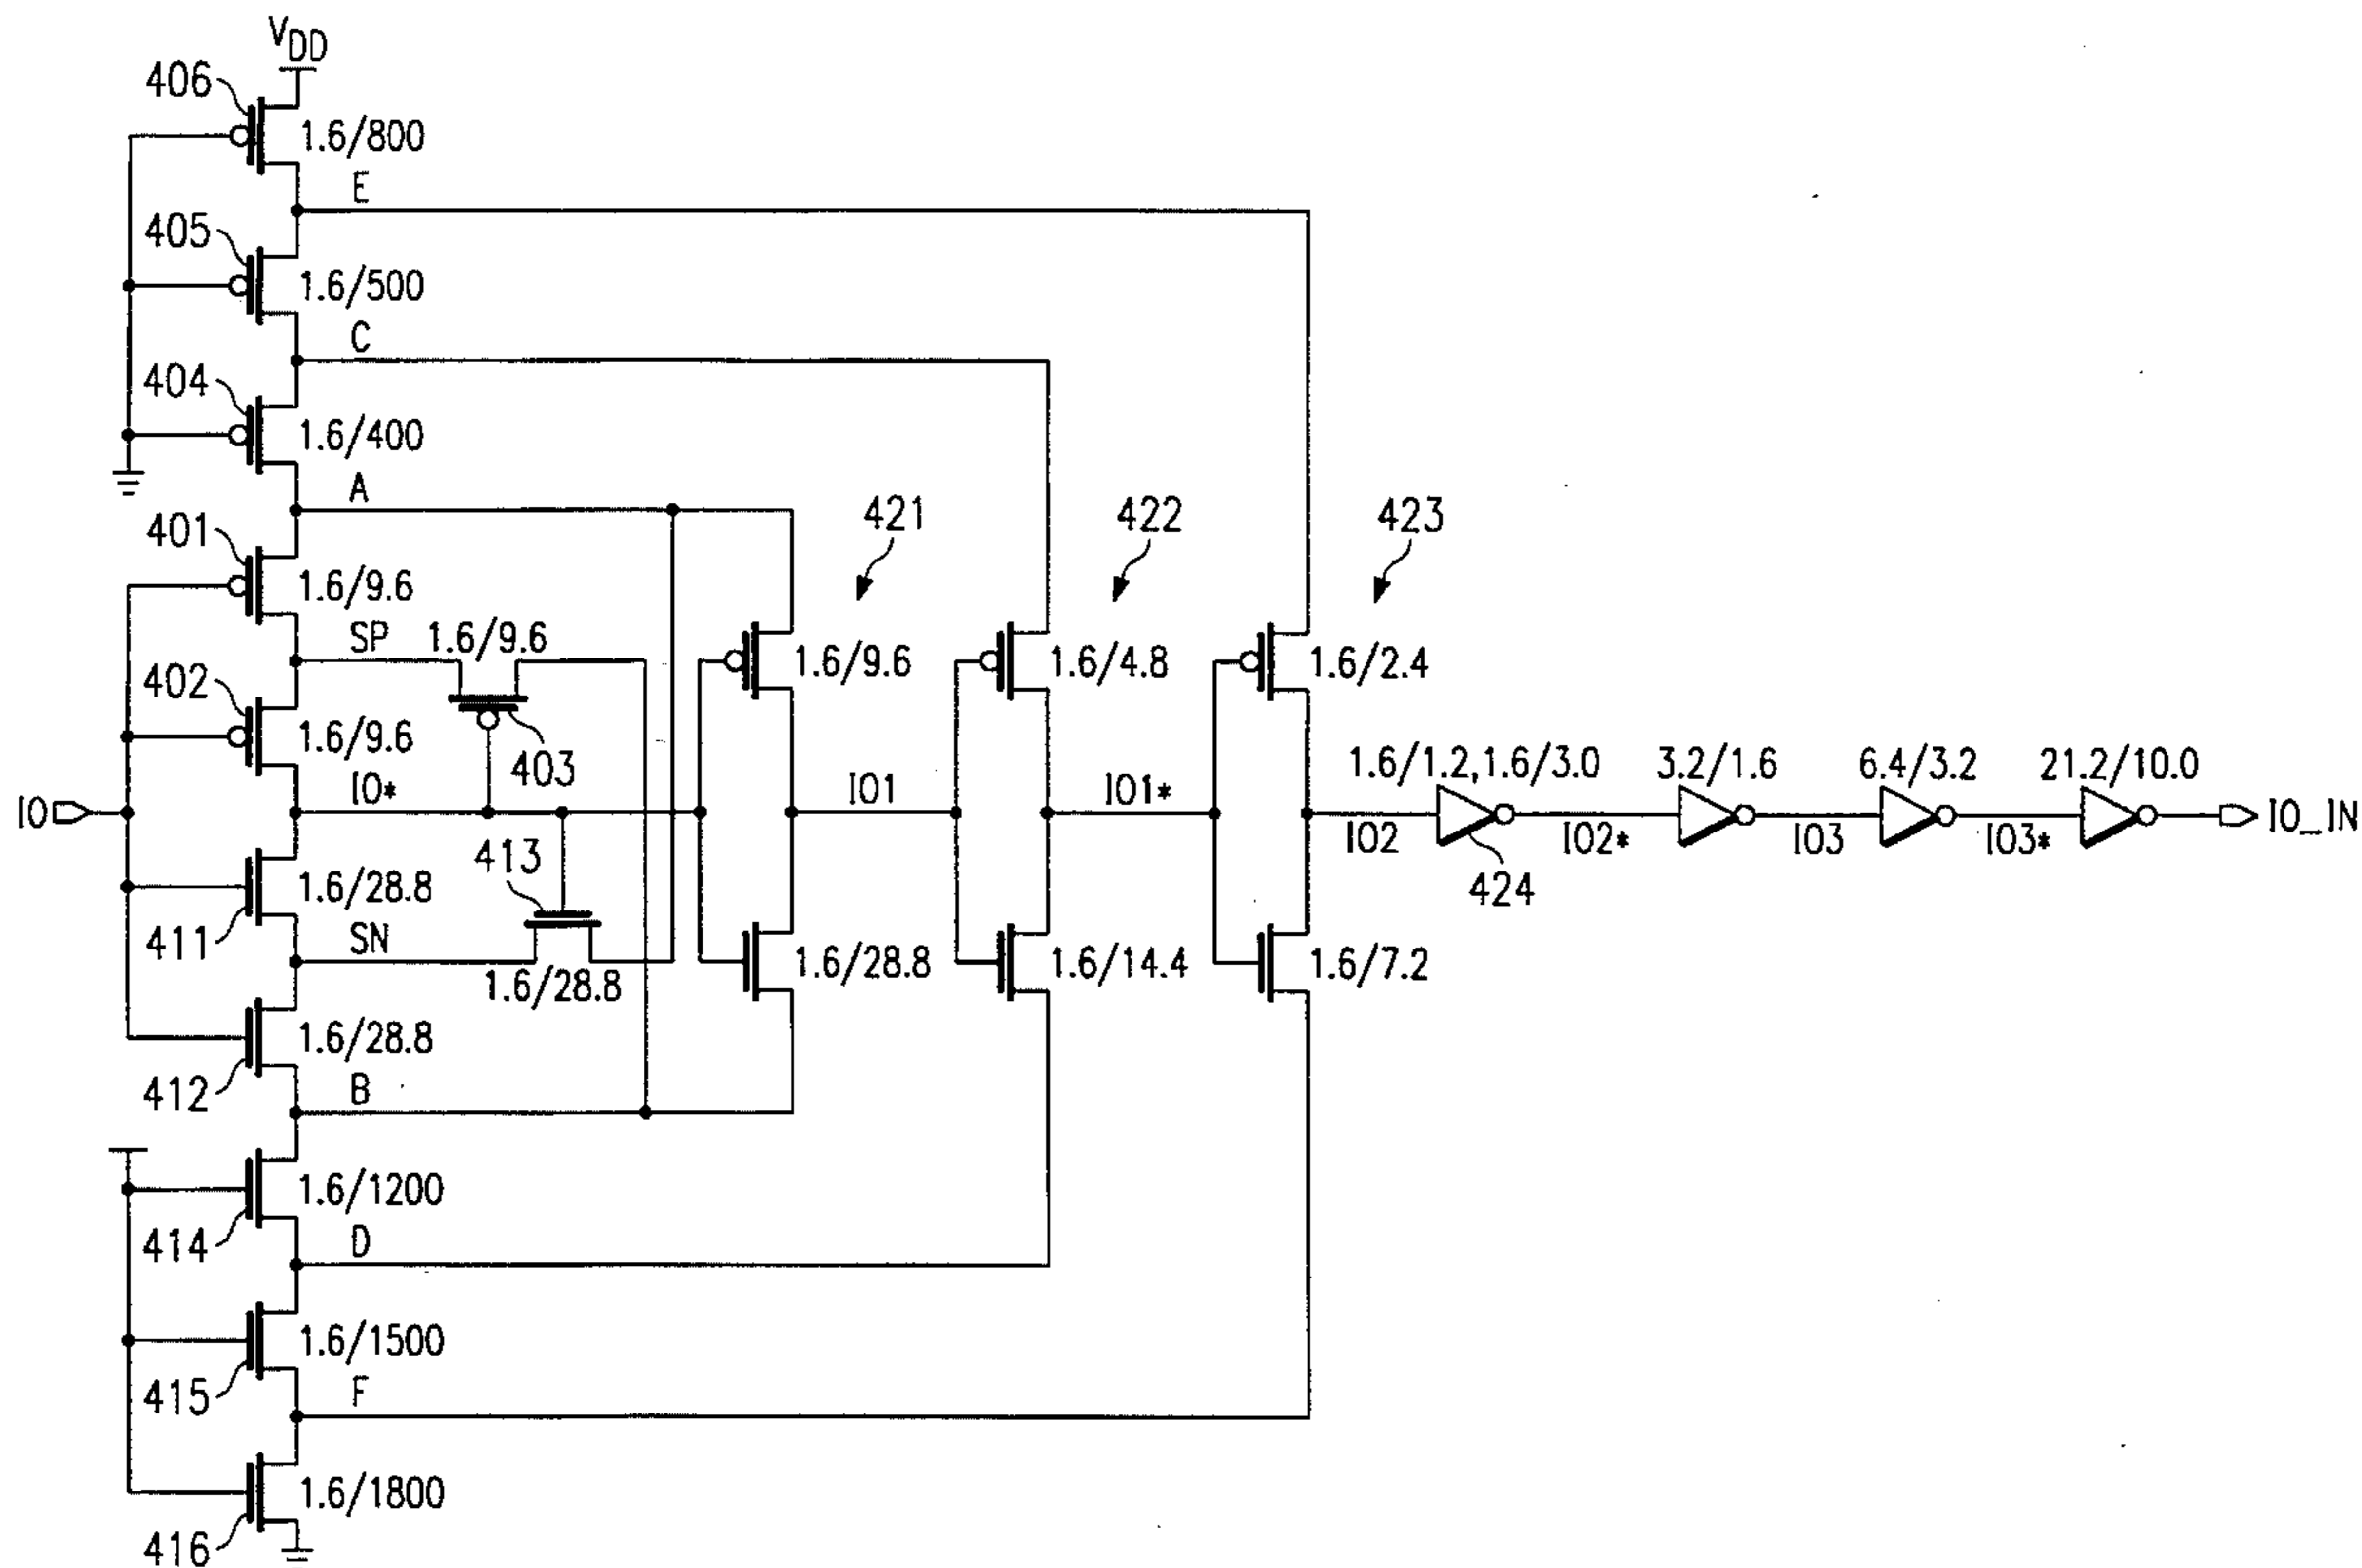 VDD
406
1.6/800
E
405
1.6/500
C
404
1.6/400
A
401
1.6/9.6
421
422
423
SP
1.6/9.6
402
1.6/9.6
403
1.6/9.6
1.6/4.8
1.6/2.4
IO
IO*
IO1
IO1*
IO2
1.6/1.2,1.6/3.0
424
IO2*
3.2/1.6
IO3
6.4/3.2
IO3*
21.2/10.0
IO_IN
413
1.6/28.8
411
SN
1.6/28.8
1.6/28.8
1.6/14.4
1.6/7.2
412
1.6/28.8
B
1.6/1200
414
D
1.6/1500
415
F
1.6/1800
416